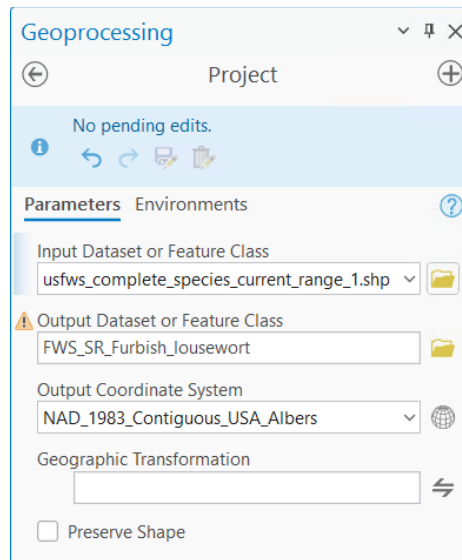 Geoprocessing
Project
No pending edits.
Parameters Environments
Input Dataset or Feature Class
usfws_complete_species_current_range_1.shp
Output Dataset or Feature Class
FWS_SR_Furbish_lousewort
Output Coordinate System
NAD_1983_Contiguous_USA_Albers
Geographic Transformation
Preserve Shape